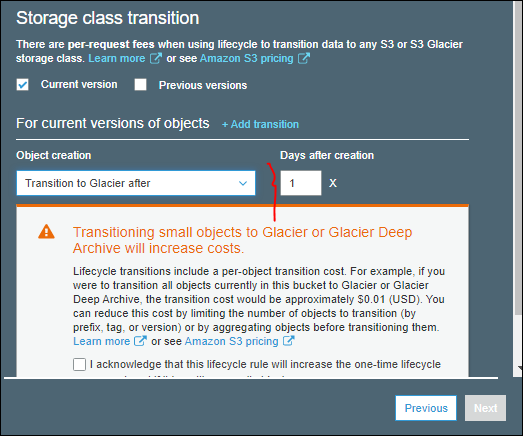 Storage class transition
There are per-request fees when using lifecycle to transition data to any S3 or S3 Glacier
storage class. Learn more or see Amazon S3 pricing
Current version Previous versions
For current versions of objects + Add transition
Object creation Days after creation
Transition to Glacier after 1 X
Transitioning small objects to Glacier or Glacier Deep
Archive will increase costs.
Lifecycle transitions include a per-object transition cost. For example, if you
were to transition all objects currently in this bucket to Glacier or Glacier
Deep Archive, the transition cost would be approximately $0.01 (USD). You
can reduce this cost by limiting the number of objects to transition (by
prefix, tag, or version) or by aggregating objects before transitioning them.
Learn more or see Amazon S3 pricing
I acknowledge that this lifecycle rule will increase the one-time lifecycle
Previous Next